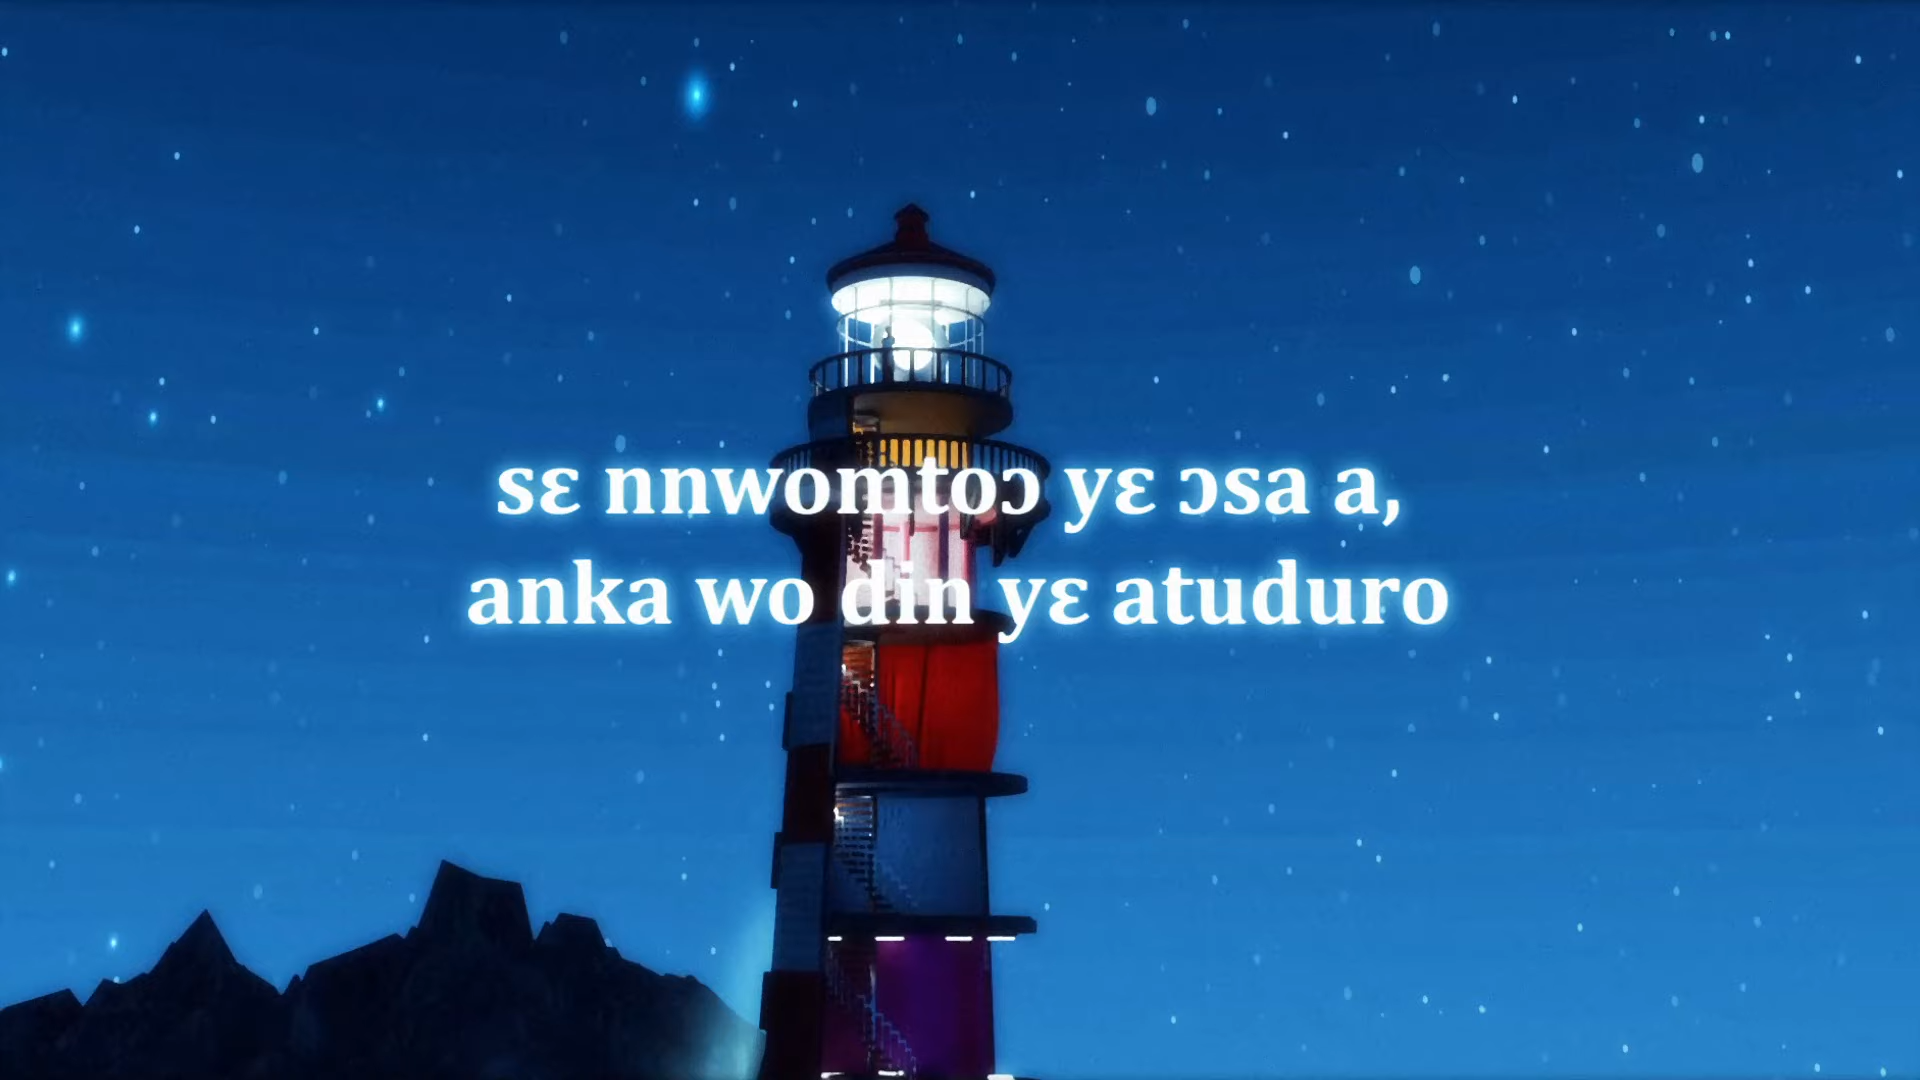 sɛ nnwomtoɔ yɛ ɔsa a,
anka wo din yɛ atuduro